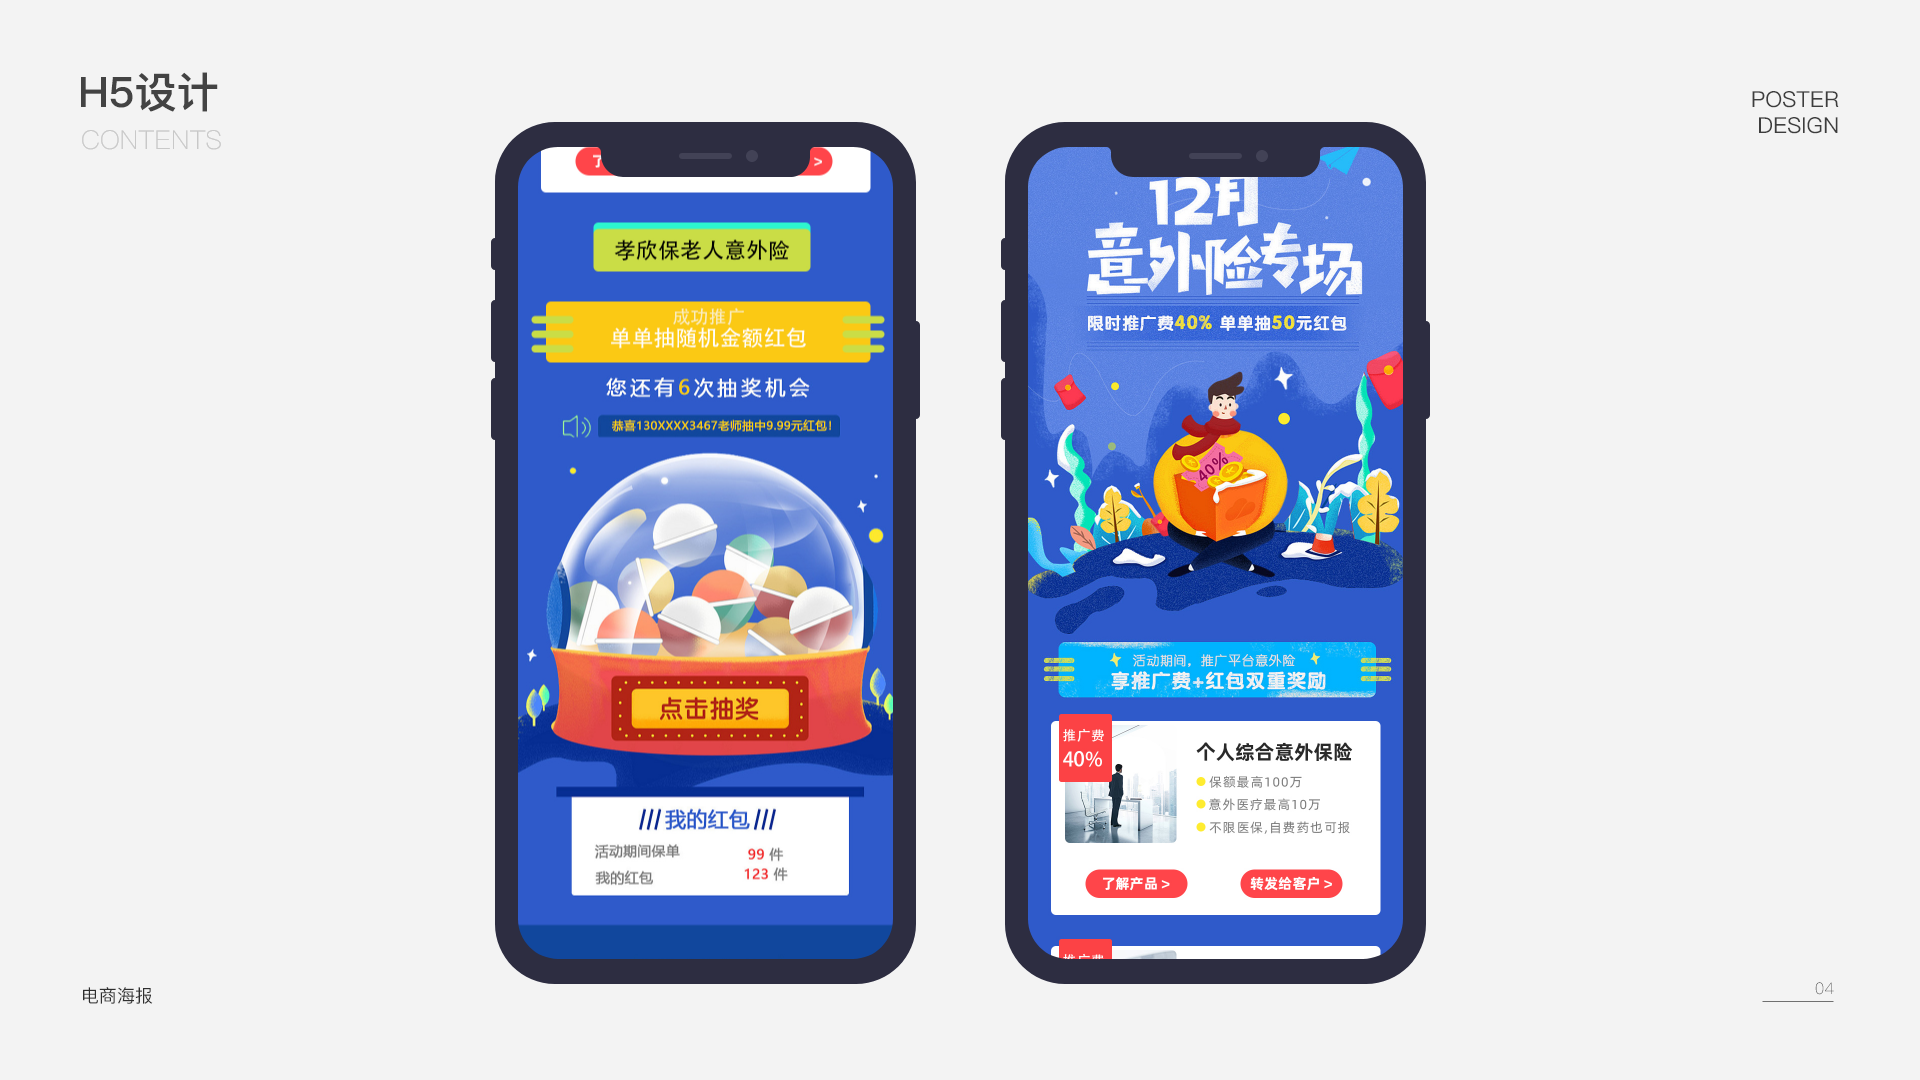 H5设计
CONTENTS
POSTER
DESIGN
>
孝欣保老人意外险
成功推广
单单抽随机金额红包
您还有6次抽奖机会
恭喜130XXXX3467老师抽中9.99元红包!
点击抽奖
///我的红包///
活动期间保单 99 件
我的红包 123 件
12月
意外险专场
限时推广费40% 单单抽50元红包
40%
活动期间，推广平台意外险
享推广费+红包双重奖励
推广费
40%
个人综合意外保险
保额最高100万
意外医疗最高10万
不限医保,自费药也可报
了解产品 >
转发给客户 >
推广费
电商海报
04